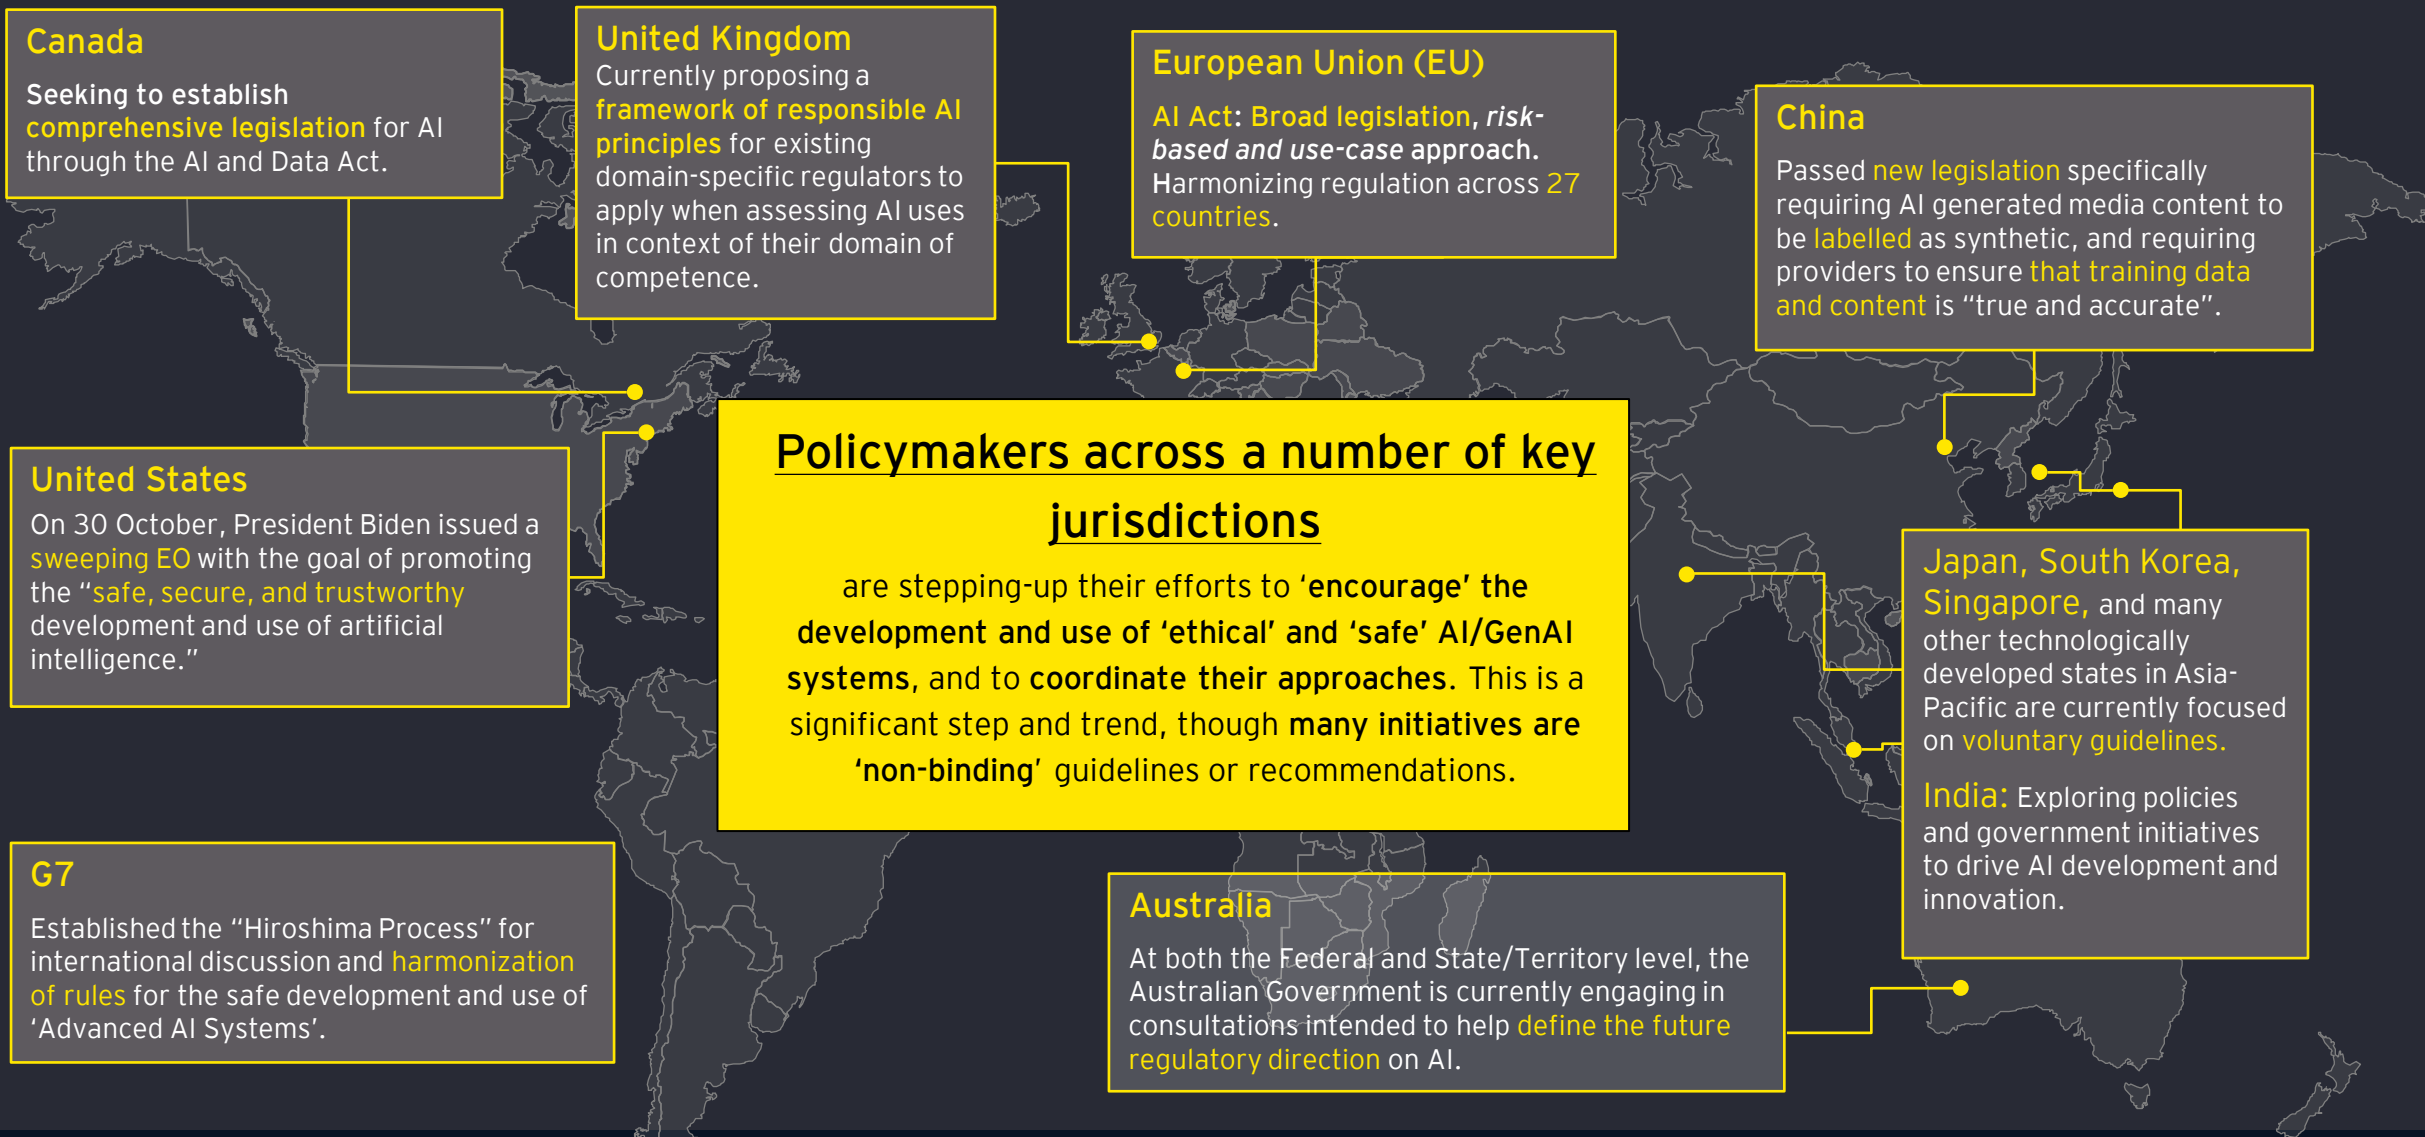 Canada
Seeking to establish
comprehensive legislation for AI
through the AI and Data Act.
United Kingdom
Currently proposing a
framework of responsible AI
principles for existing
domain-specific regulators to
apply when assessing AI uses
in context of their domain of
competence.
European Union (EU)
AI Act: Broad legislation, risk-
based and use-case approach.
Harmonizing regulation across 27
countries.
China
Passed new legislation specifically
requiring AI generated media content to
be labelled as synthetic, and requiring
providers to ensure that training data
and content is “true and accurate”.
United States
On 30 October, President Biden issued a
sweeping EO with the goal of promoting
the “safe, secure, and trustworthy
development and use of artificial
intelligence.”
Policymakers across a number of key
jurisdictions
are stepping-up their efforts to ‘encourage’ the
development and use of ‘ethical’ and ‘safe’ AI/GenAI
systems, and to coordinate their approaches. This is a
significant step and trend, though many initiatives are
‘non-binding’ guidelines or recommendations.
Japan, South Korea,
Singapore, and many
other technologically
developed states in Asia-
Pacific are currently focused
on voluntary guidelines.
India: Exploring policies
and government initiatives
to drive AI development and
innovation.
G7
Established the “Hiroshima Process” for
international discussion and harmonization
of rules for the safe development and use of
‘Advanced AI Systems’.
Australia
At both the Federal and State/Territory level, the
Australian Government is currently engaging in
consultations intended to help define the future
regulatory direction on AI.